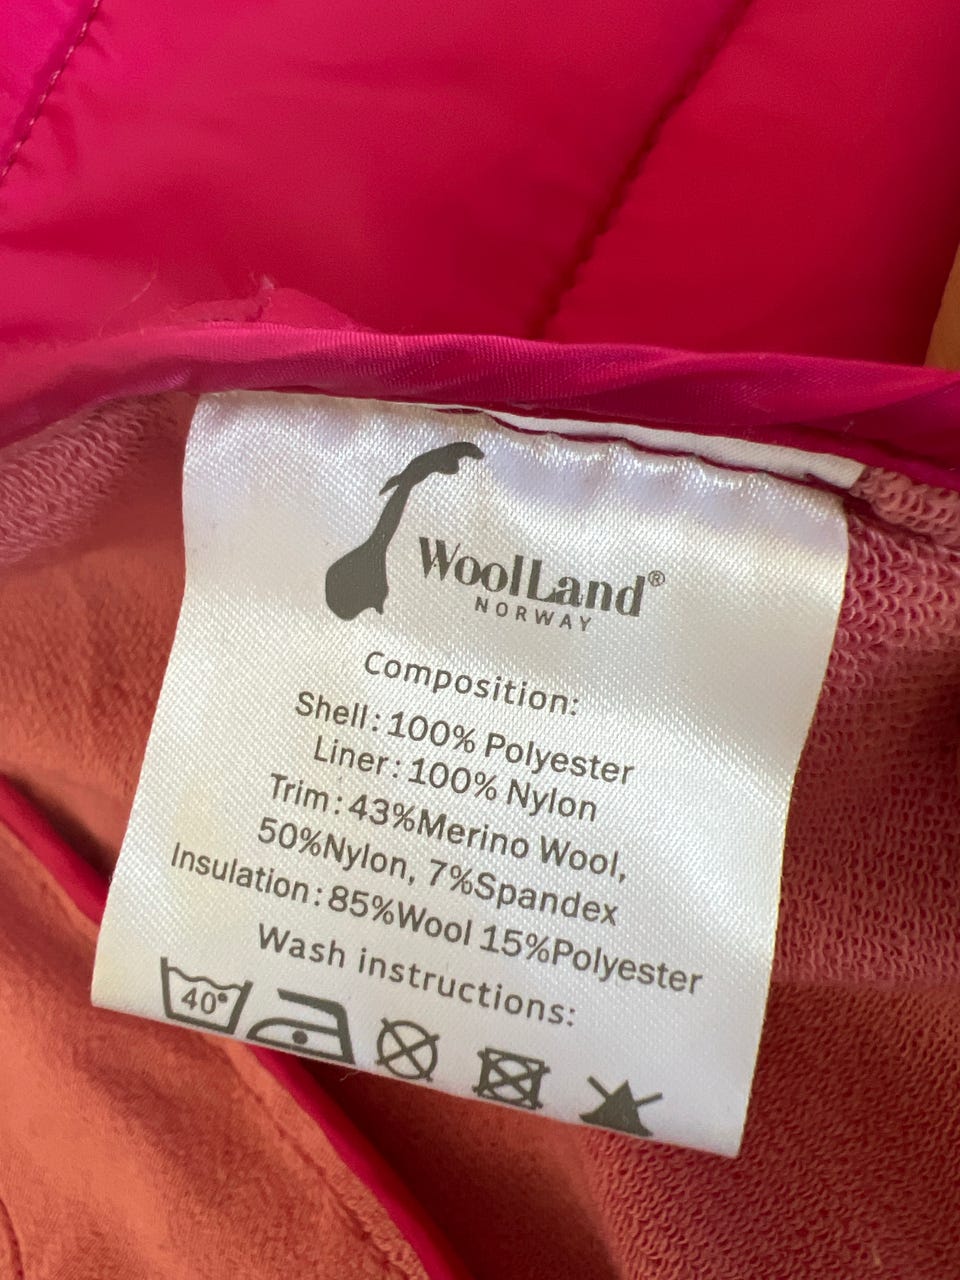 WoolLand®
NORWAY
Composition:
Shell: 100% Polyester
Liner: 100% Nylon
Trim: 43%Merino Wool,
50%Nylon, 7%Spandex
Insulation: 85%Wool 15%Polyester
Wash instructions:
40°